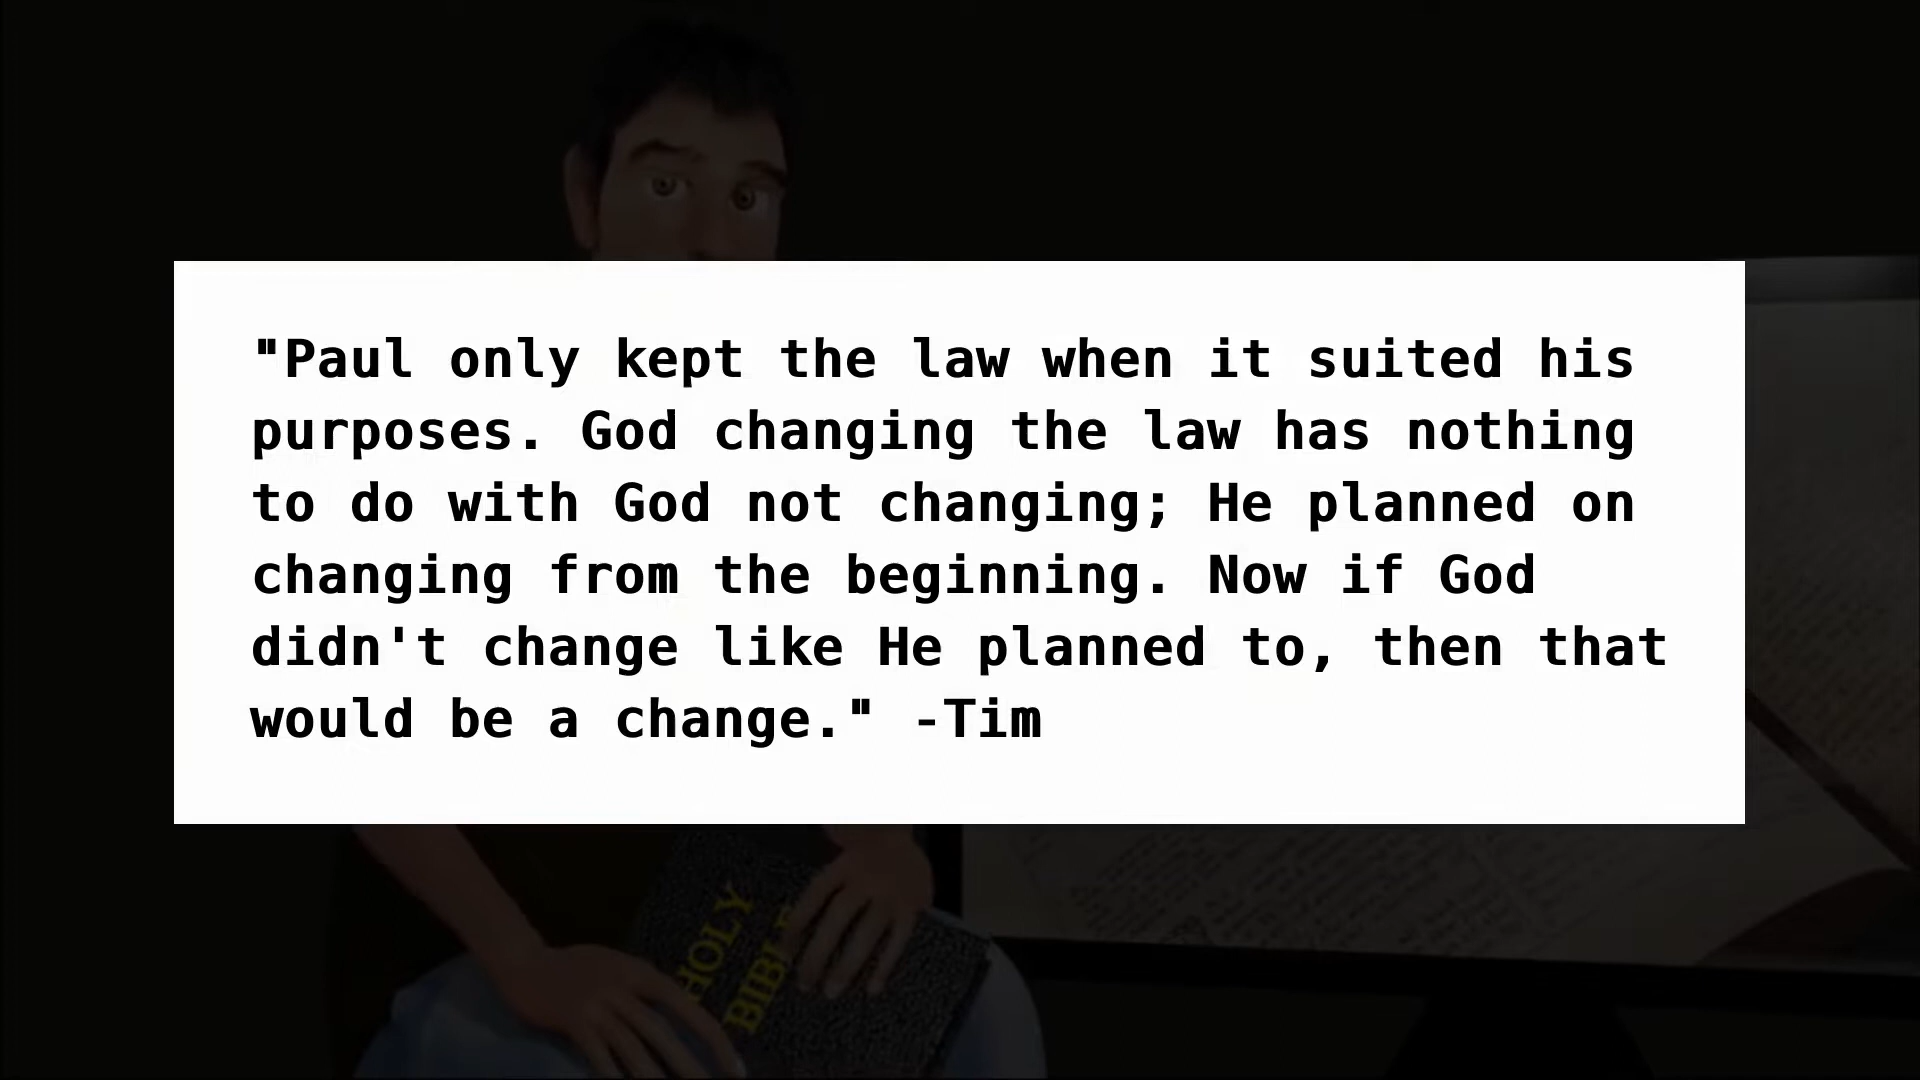 "Paul only kept the law when it suited his
purposes. God changing the law has nothing
to do with God not changing; He planned on
changing from the beginning. Now if God
didn't change like He planned to, then that
would be a change." -Tim
HOLY
BIBLE